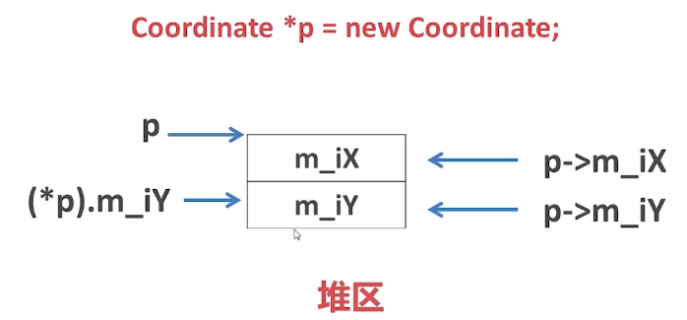 Coordinate *p = new Coordinate;
p
m_iX
p->m_iX
(*p).m_iY
m_iY
p->m_iY
堆区